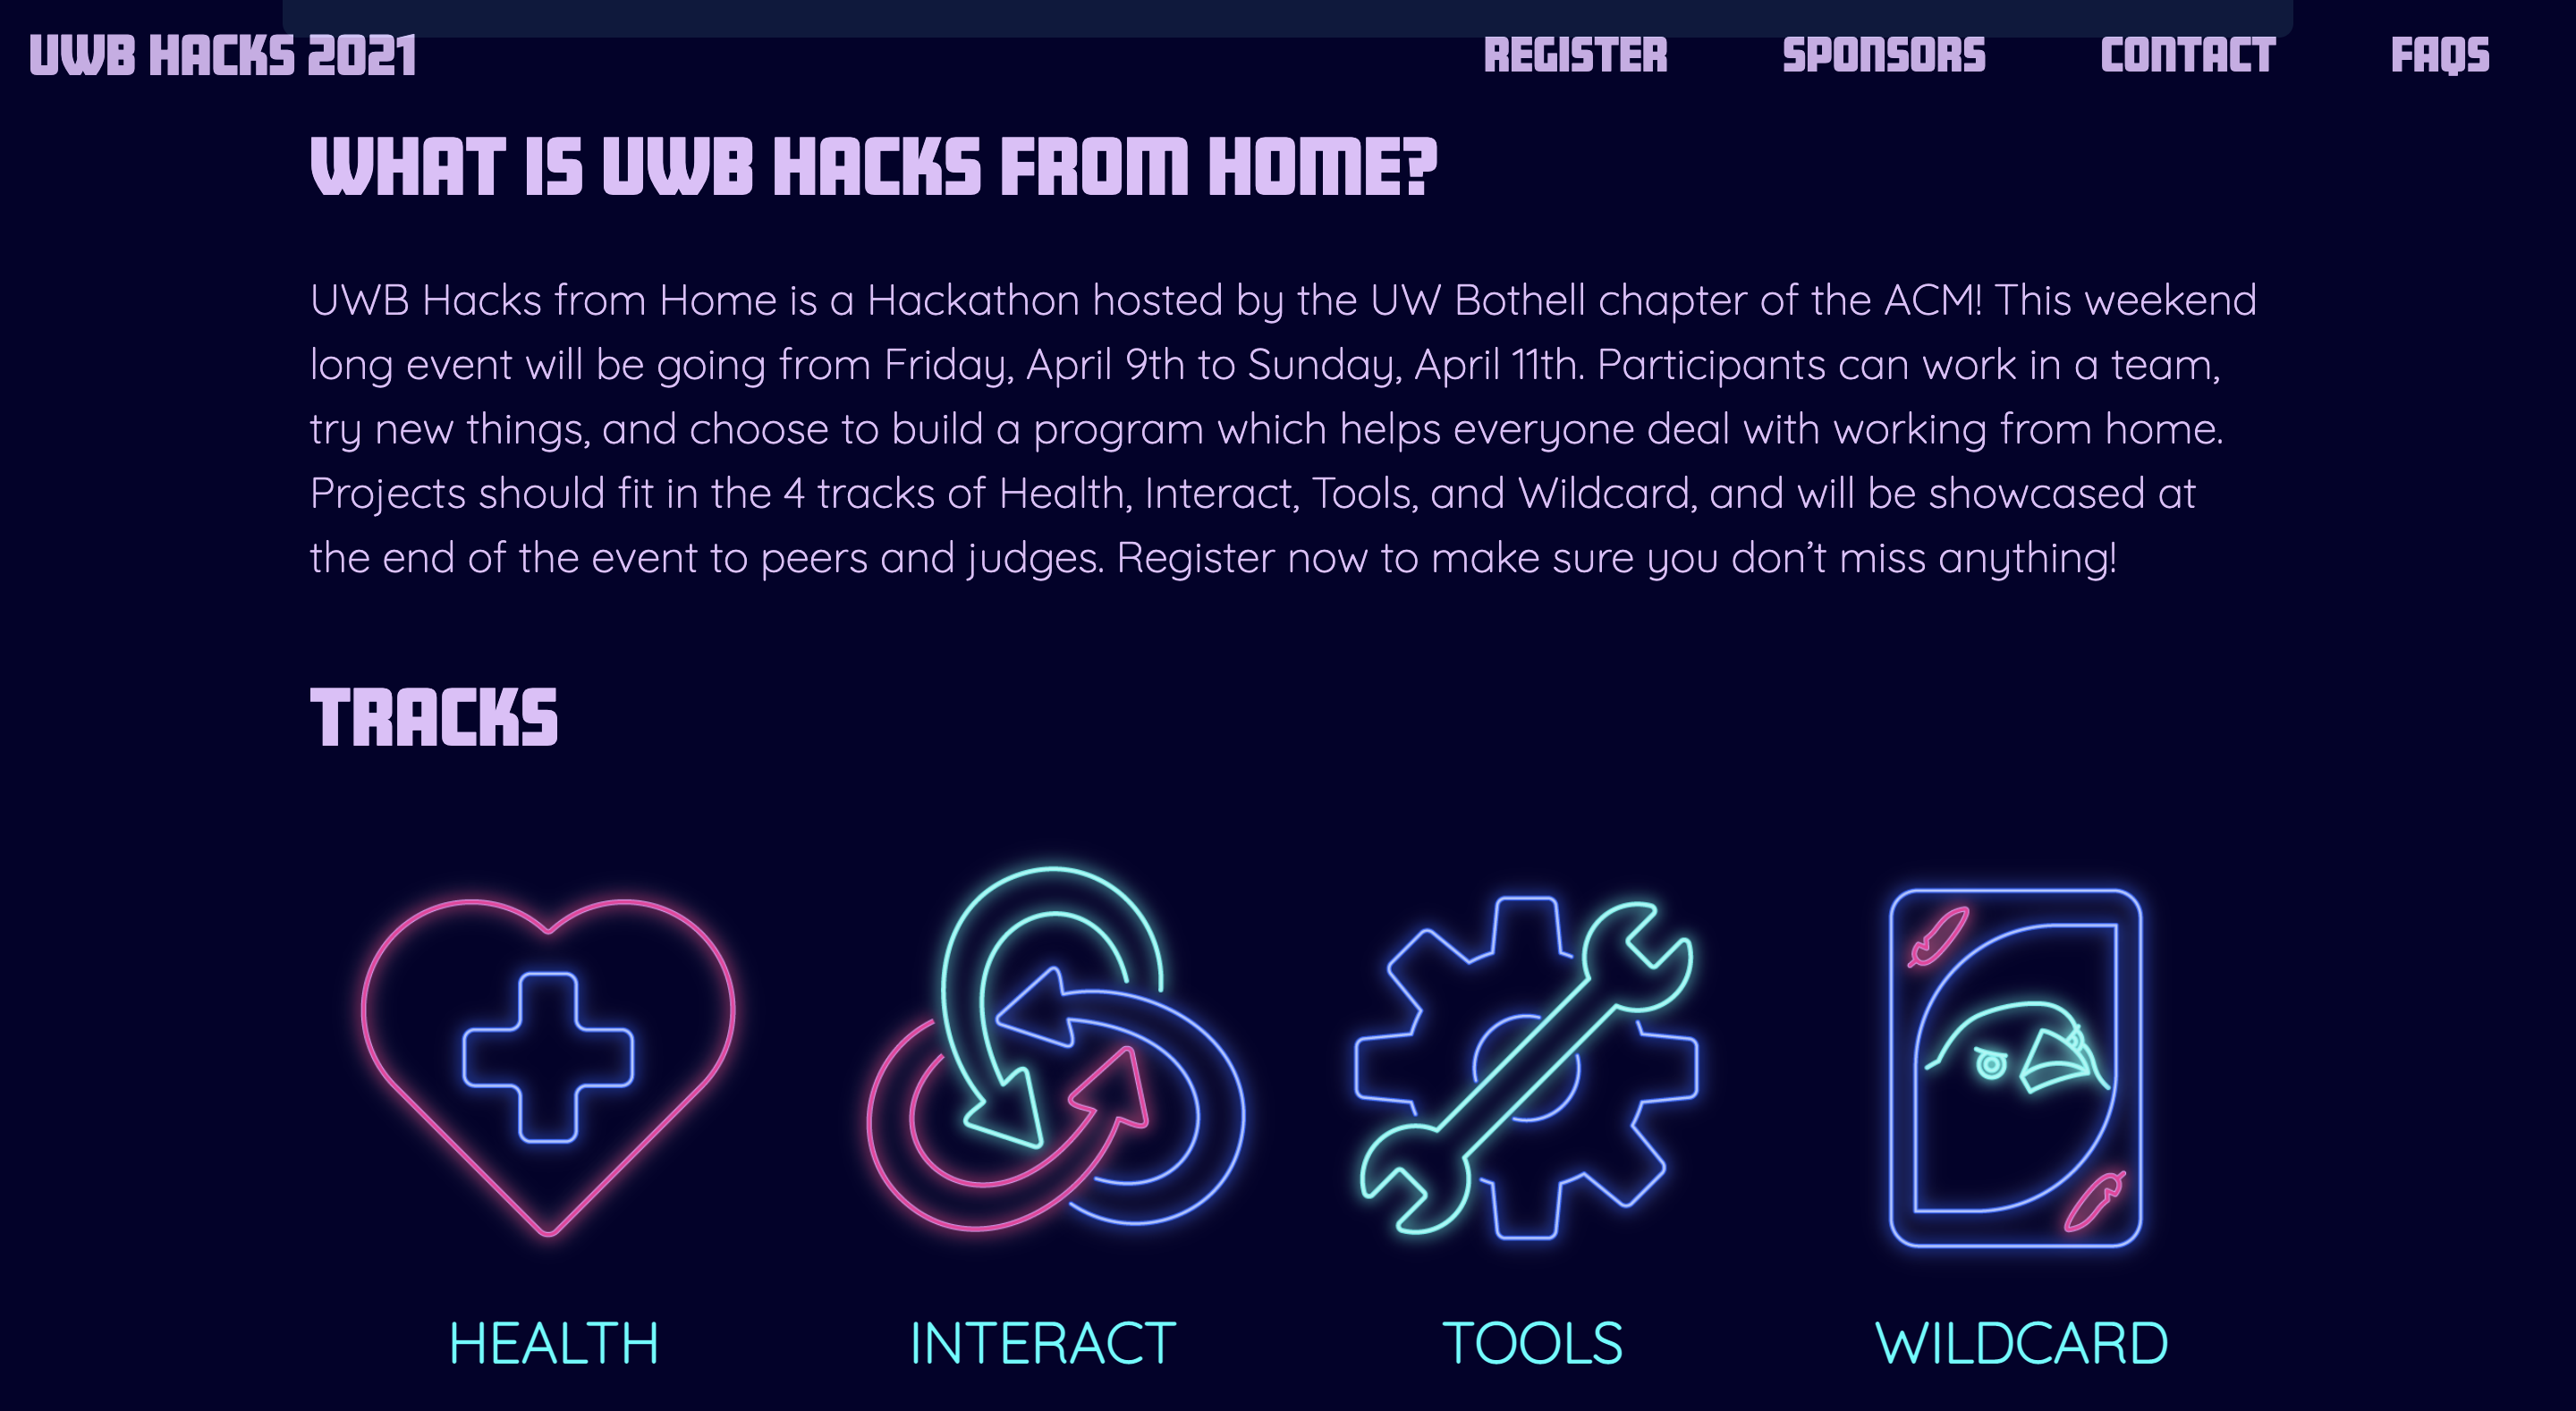 UWB HACKS 2021
REGISTER
SPONSORS
CONTACT
FAQS
WHAT IS UWB HACKS FROM HOME?
UWB Hacks from Home is a Hackathon hosted by the UW Bothell chapter of the ACM! This weekend
long event will be going from Friday, April 9th to Sunday, April 11th. Participants can work in a team,
try new things, and choose to build a program which helps everyone deal with working from home.
Projects should fit in the 4 tracks of Health, Interact, Tools, and Wildcard, and will be showcased at
the end of the event to peers and judges. Register now to make sure you don’t miss anything!
TRACKS
HEALTH
INTERACT
TOOLS
WILDCARD